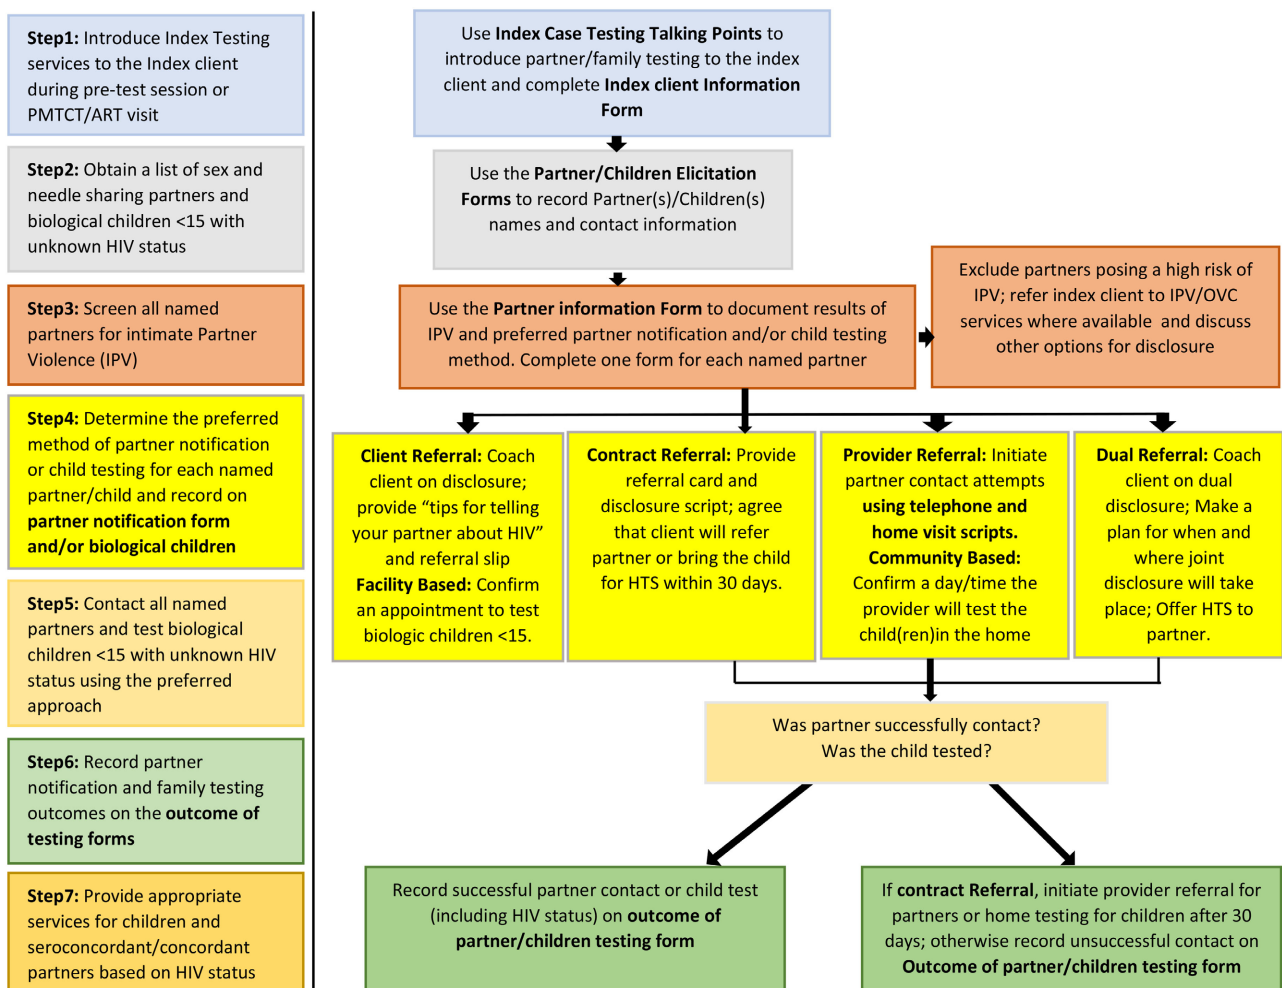 Step1: Introduce Index Testing
services to the Index client
during pre-test session or
PMTCT/ART visit
Step2: Obtain a list of sex and
needle sharing partners and
biological children <15 with
unknown HIV status
Step3: Screen all named
partners for intimate Partner
Violence (IPV)
Step4: Determine the preferred
method of partner notification
or child testing for each named
partner/child and record on
partner notification form
and/or biological children
Step5: Contact all named
partners and test biological
children <15 with unknown HIV
status using the preferred
approach
Step6: Record partner
notification and family testing
outcomes on the outcome of
testing forms
Step7: Provide appropriate
services for children and
seroconcordant/concordant
partners based on HIV status
Use Index Case Testing Talking Points to
introduce partner/family testing to the index
client and complete Index client Information
Form
Use the Partner/Children Elicitation
Forms to record Partner(s)/Children(s)
names and contact information
Use the Partner information Form to document results of
IPV and preferred partner notification and/or child testing
method. Complete one form for each named partner
Exclude partners posing a high risk of
IPV; refer index client to IPV/OVC
services where available and discuss
other options for disclosure
Client Referral: Coach
client on disclosure;
provide “tips for telling
your partner about HIV”
and referral slip
Facility Based: Confirm
an appointment to test
biologic children <15.
Contract Referral: Provide
referral card and
disclosure script; agree
that client will refer
partner or bring the child
for HTS within 30 days.
Provider Referral: Initiate
partner contact attempts
using telephone and
home visit scripts.
Community Based:
Confirm a day/time the
provider will test the
child(ren)in the home
Dual Referral: Coach
client on dual
disclosure; Make a
plan for when and
where joint
disclosure will take
place; Offer HTS to
partner.
Was partner successfully contact?
Was the child tested?
Record successful partner contact or child test
(including HIV status) on outcome of
partner/children testing form
If contract Referral, initiate provider referral for
partners or home testing for children after 30
days; otherwise record unsuccessful contact on
Outcome of partner/children testing form